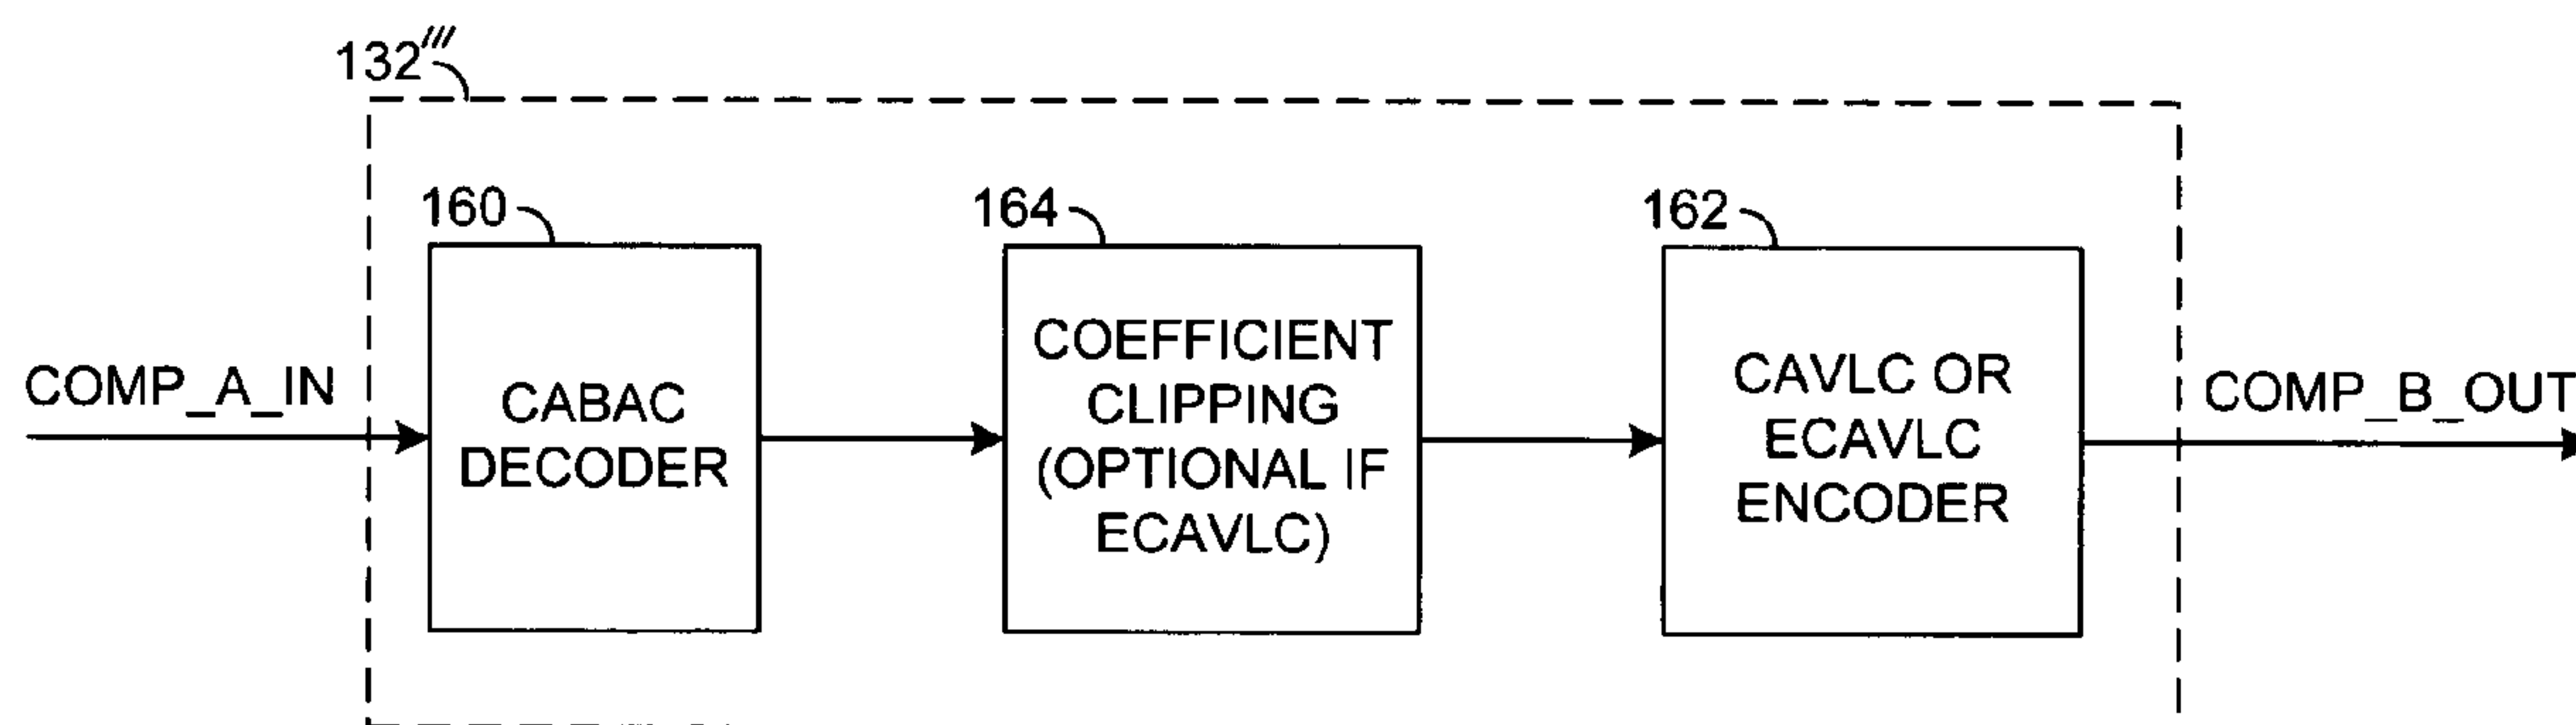 132′′′
160
164
162
COMP_A_IN
CABAC
DECODER
COEFFICIENT
CLIPPING
(OPTIONAL IF
ECAVLC)
CAVLC OR
ECAVLC
ENCODER
COMP_B_OUT